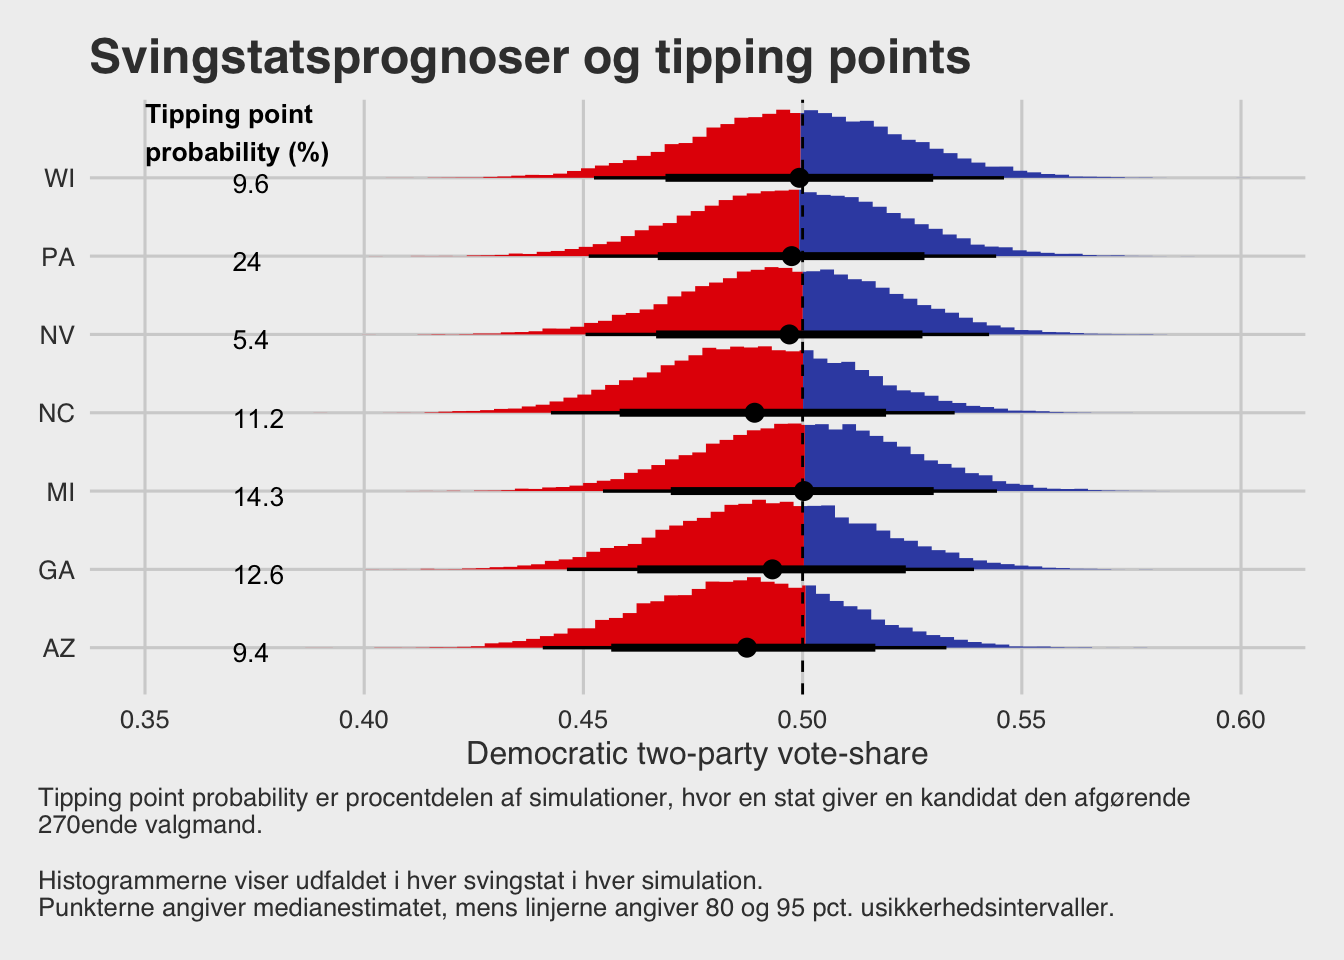 Svingstatsprognoser og tipping points
Tipping point
probability (%)
WI
9.6
PA
24
NV
5.4
NC
11.2
MI
14.3
GA
12.6
AZ
9.4
0.35 0.40 0.45 0.50 0.55 0.60
Democratic two-party vote-share
Tipping point probability er procentdelen af simulationer, hvor en stat giver en kandidat den afgørende
270ende valgmand.
Histogrammerne viser udfaldet i hver svingstat i hver simulation.
Punkterne angiver medianestimatet, mens linjerne angiver 80 og 95 pct. usikkerhedsintervaller.